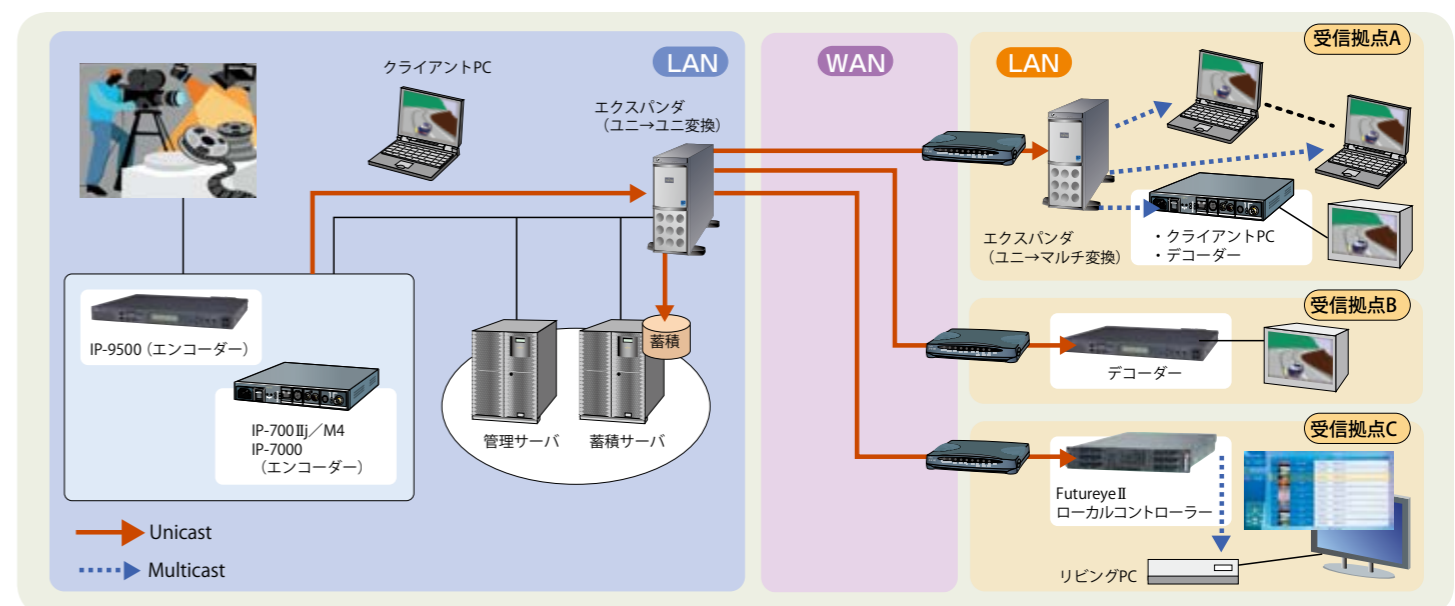 受信拠点A
LAN
WAN
LAN
クライアントPC
エクスパンダ
（ユニ→ユニ変換）
エクスパンダ
（ユニ→マルチ変換）
・クライアントPC
・デコーダー
受信拠点B
蓄積
IP-9500（エンコーダー）
デコーダー
IP-700Ⅱj／M4
IP-7000
（エンコーダー）
管理サーバ
蓄積サーバ
受信拠点C
FutureyeⅡ
ローカルコントローラー
リビングPC
Unicast
Multicast